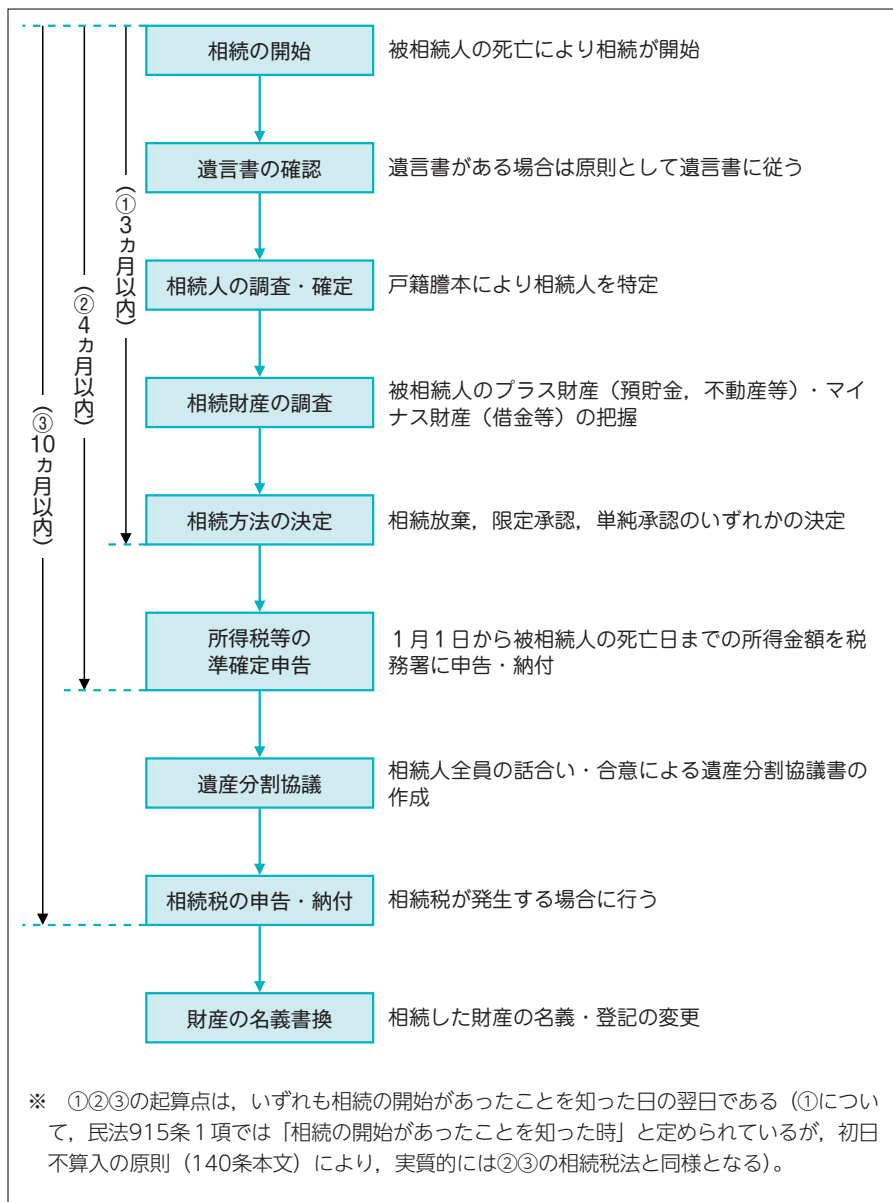 相続の開始
被相続人の死亡により相続が開始
遺言書の確認
遺言書がある場合は原則として遺言書に従う
(①3ヵ月以内)
相続人の調査・確定
戸籍謄本により相続人を特定
(②4ヵ月以内)
相続財産の調査
被相続人のプラス財産(預貯金,不動産等)・マイ
ナス財産(借金等)の把握
(③10ヵ月以内)
相続方法の決定
相続放棄,限定承認,単純承認のいずれかの決定
所得税等の
準確定申告
1月1日から被相続人の死亡日までの所得金額を税
務署に申告・納付
遺産分割協議
相続人全員の話合い・合意による遺産分割協議書の
作成
相続税の申告・納付
相続税が発生する場合に行う
財産の名義書換
相続した財産の名義・登記の変更
※ ①②③の起算点は,いずれも相続の開始があったことを知った日の翌日である(①につい
て,民法915条1項では「相続の開始があったことを知った時」と定められているが,初日
不算入の原則(140条本文)により,実質的には②③の相続税法と同様となる)。